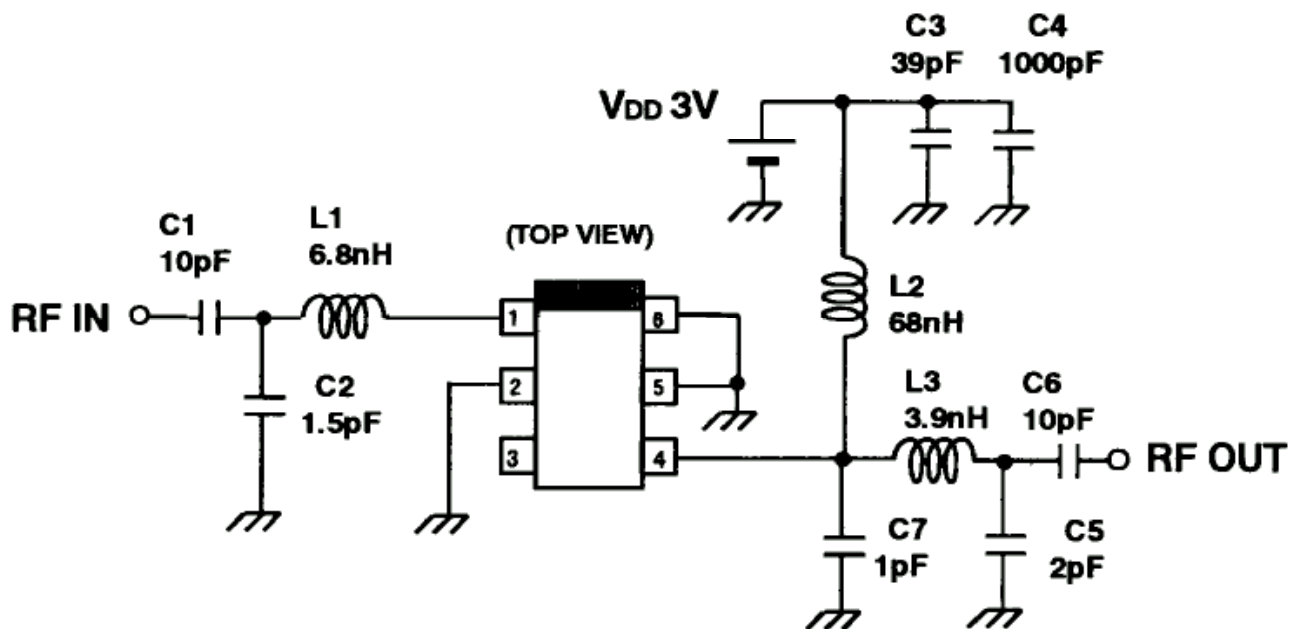 C3
39pF
C4
1000pF
VDD 3V
C1
10pF
L1
6.8nH
(TOP VIEW)
RF IN
1
6
L2
68nH
C2
1.5pF
2
5
L3
3.9nH
C6
10pF
3
4
RF OUT
C7
1pF
C5
2pF